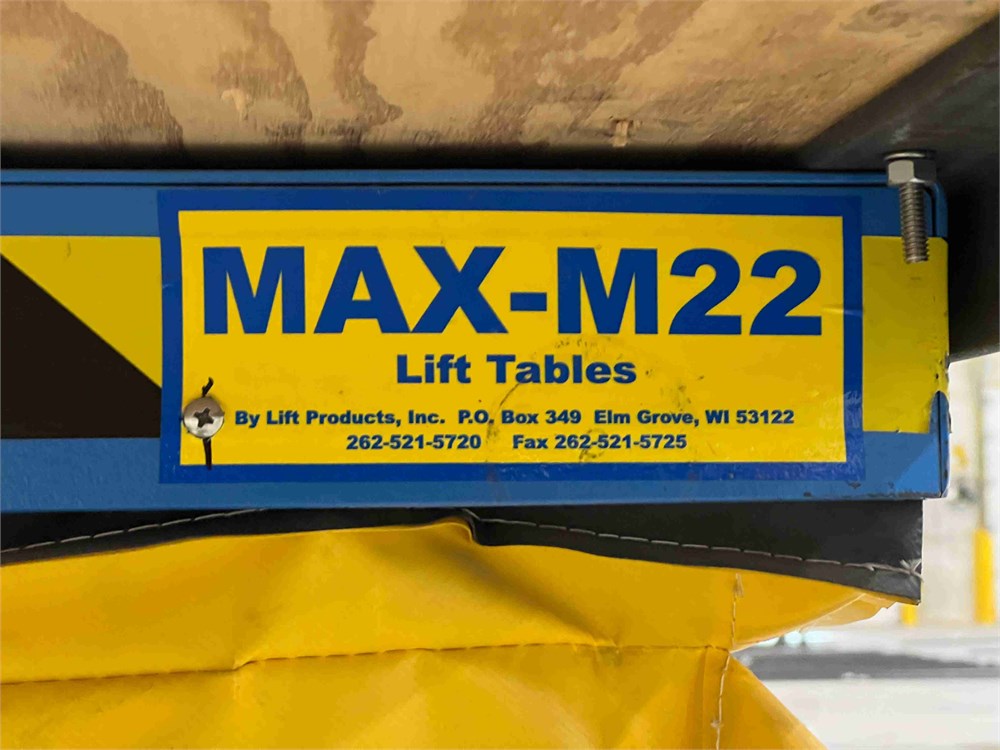 MAX-M22
Lift Tables
By Lift Products, Inc. P.O. Box 349 Elm Grove, WI 53122
262-521-5720 Fax 262-521-5725